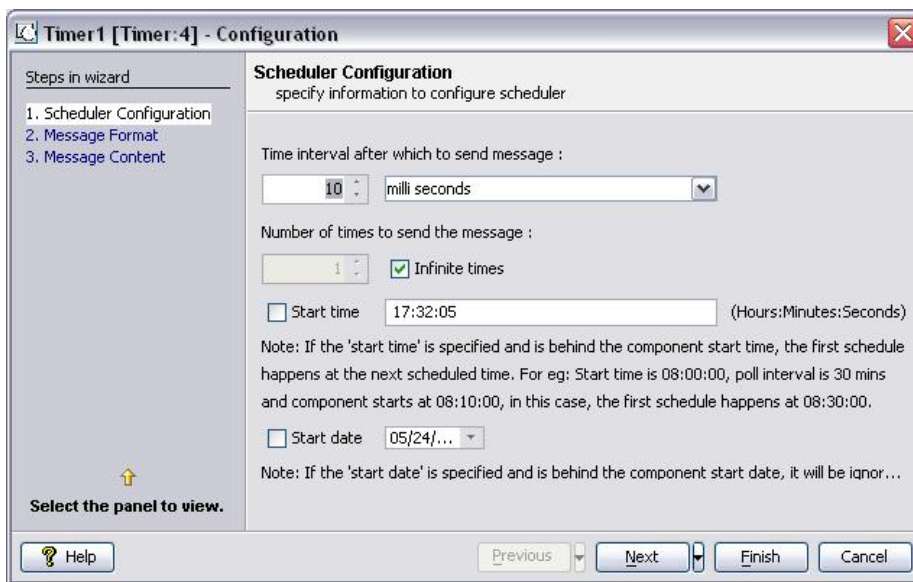 Timer1 [Timer:4] - Configuration
Steps in wizard
1. Scheduler Configuration
2. Message Format
3. Message Content
Select the panel to view.
Scheduler Configuration
specify information to configure scheduler
Time interval after which to send message :
10 milli seconds
Number of times to send the message :
1 Infinite times
Start time 17:32:05 (Hours:Minutes:Seconds)
Note: If the 'start time' is specified and is behind the component start time, the first schedule
happens at the next scheduled time. For eg: Start time is 08:00:00, poll interval is 30 mins
and component starts at 08:10:00, in this case, the first schedule happens at 08:30:00.
Start date 05/24/...
Note: If the 'start date' is specified and is behind the component start date, it will be ignor...
Help Previous Next Finish Cancel